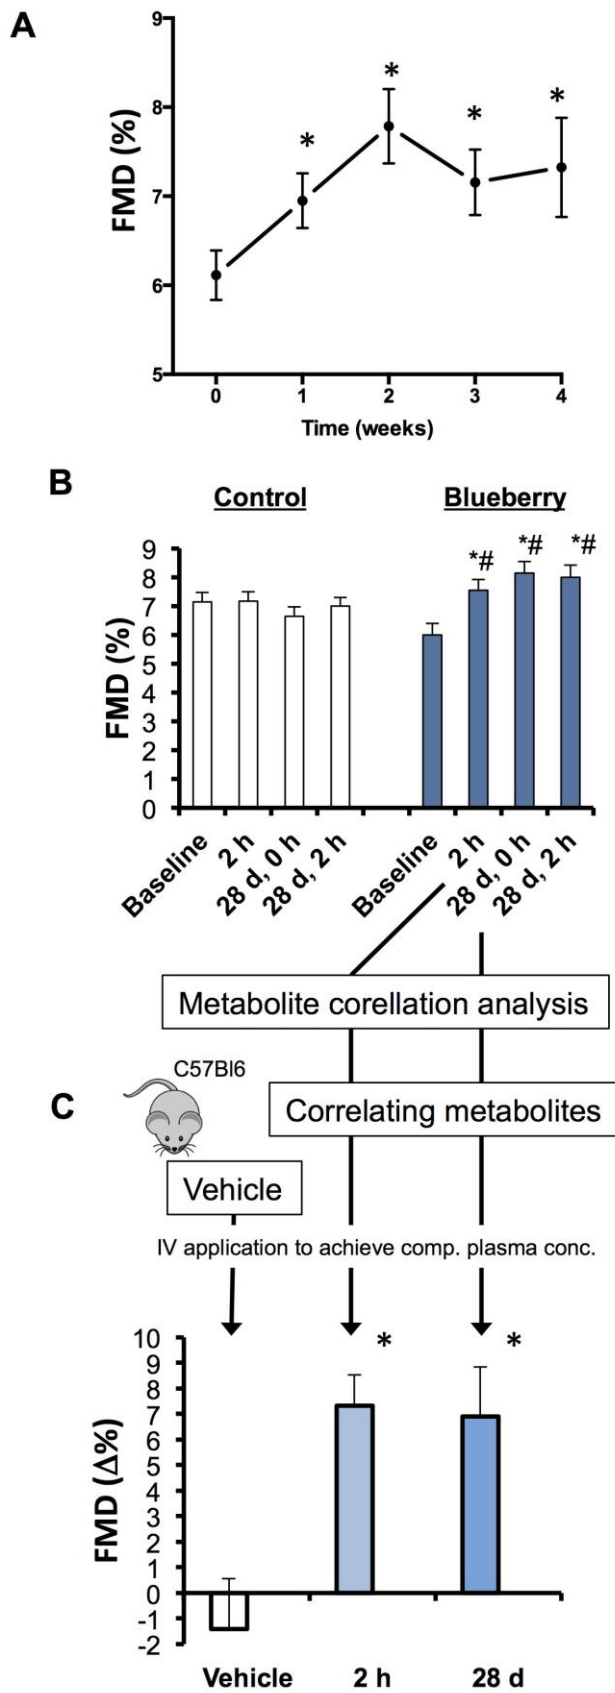 A
FMD (%)
9
8
7
6
5
* * * *
0 1 2 3 4
Time (weeks)
B
Control Blueberry
FMD (%)
9
8
7
6
5
4
3
2
1
0
*# *# *#
Baseline 2 h 28 d, 0 h 28 d, 2 h Baseline 2 h 28 d, 0 h 28 d, 2 h
Metabolite corellation analysis
C
C57Bl6
Correlating metabolites
Vehicle
IV application to achieve comp. plasma conc.
FMD (Δ%)
10
9
8
7
6
5
4
3
2
1
0
-1
-2
* *
Vehicle 2 h 28 d